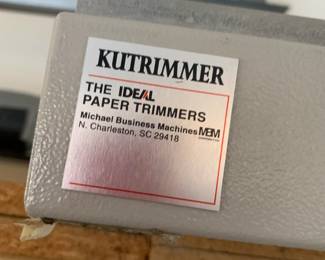 KUTRIMMER
THE IDEAL
PAPER TRIMMERS
Michael Business Machines MBM
N. Charleston, SC 29418